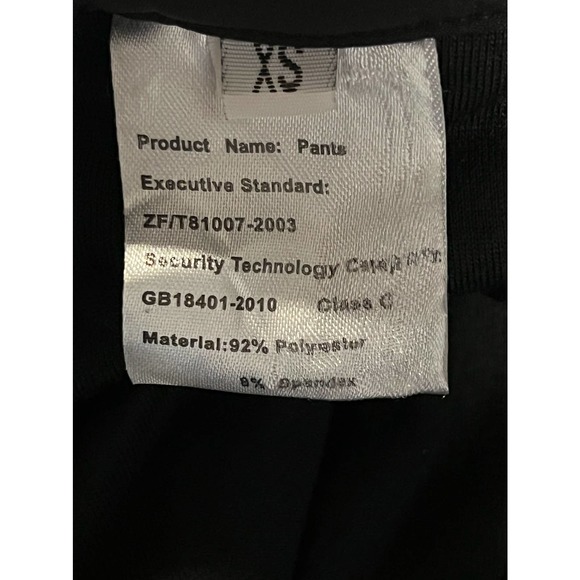 XS
Product Name: Pants
Executive Standard:
ZF/T81007-2003
Security Technology
GB18401-2010 Class C
Material:92% Polyester
8% Spandex